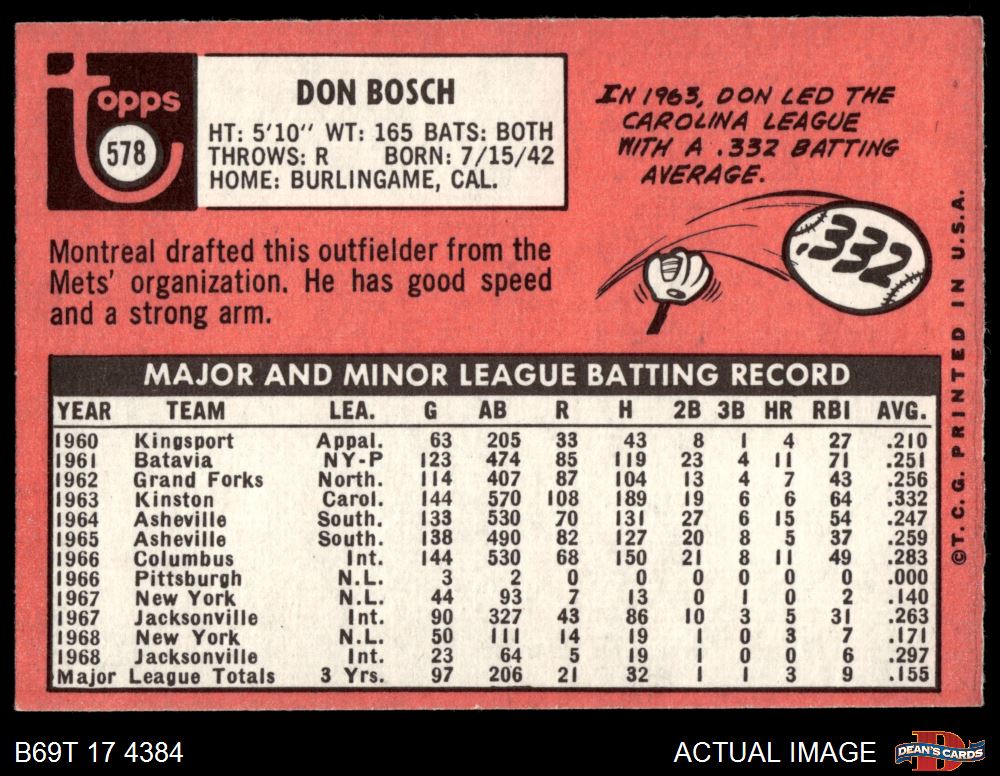 topps
578
DON BOSCH
HT: 5'10" WT: 165 BATS: BOTH
THROWS: R BORN: 7/15/42
HOME: BURLINGAME, CAL.
Montreal drafted this outfielder from the
Mets' organization. He has good speed
and a strong arm.
IN 1963, DON LED THE
CAROLINA LEAGUE
WITH A .332 BATTING
AVERAGE.
.332
MAJOR AND MINOR LEAGUE BATTING RECORD
YEAR TEAM LEA. G AB R H 2B 3B HR RBI AVG.
1960 Kingsport Appal. 63 205 33 43 8 1 4 27 .210
1961 Batavia NY-P 123 474 85 119 23 4 11 71 .251
1962 Grand Forks North. 114 407 87 104 13 4 7 43 .256
1963 Kinston Carol. 144 570 108 189 19 6 6 64 .332
1964 Asheville South. 133 530 70 131 27 6 15 54 .247
1965 Asheville South. 138 490 82 127 20 8 5 37 .259
1966 Columbus Int. 144 530 68 150 21 8 11 49 .283
1966 Pittsburgh N.L. 3 2 0 0 0 0 0 0 .000
1967 New York N.L. 44 93 7 13 0 1 0 2 .140
1967 Jacksonville Int. 90 327 43 86 10 3 5 31 .263
1968 New York N.L. 50 111 14 19 1 0 3 7 .171
1968 Jacksonville Int. 23 64 5 19 1 0 0 6 .297
Major League Totals 3 Yrs. 97 206 21 32 1 1 3 9 .155
©T. C. G. PRINTED IN U.S.A.
B69T 17 4384
ACTUAL IMAGE
D
DEAN'S CARDS